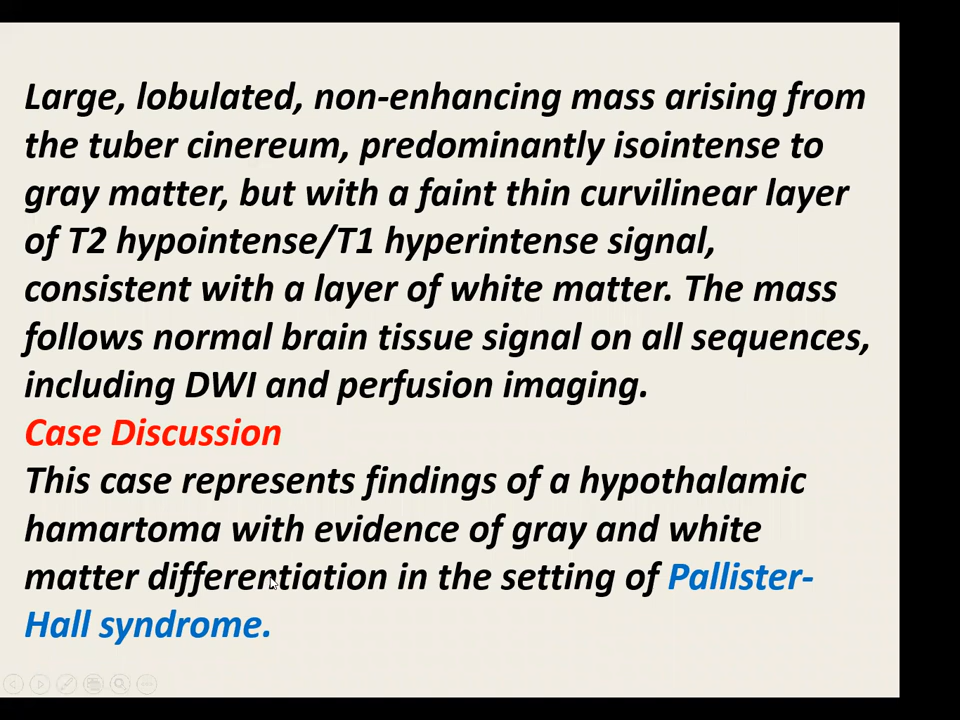 Large, lobulated, non-enhancing mass arising from
the tuber cinereum, predominantly isointense to
gray matter, but with a faint thin curvilinear layer
of T2 hypointense/T1 hyperintense signal,
consistent with a layer of white matter. The mass
follows normal brain tissue signal on all sequences,
including DWI and perfusion imaging.
Case Discussion
This case represents findings of a hypothalamic
hamartoma with evidence of gray and white
matter differentiation in the setting of Pallister-
Hall syndrome.